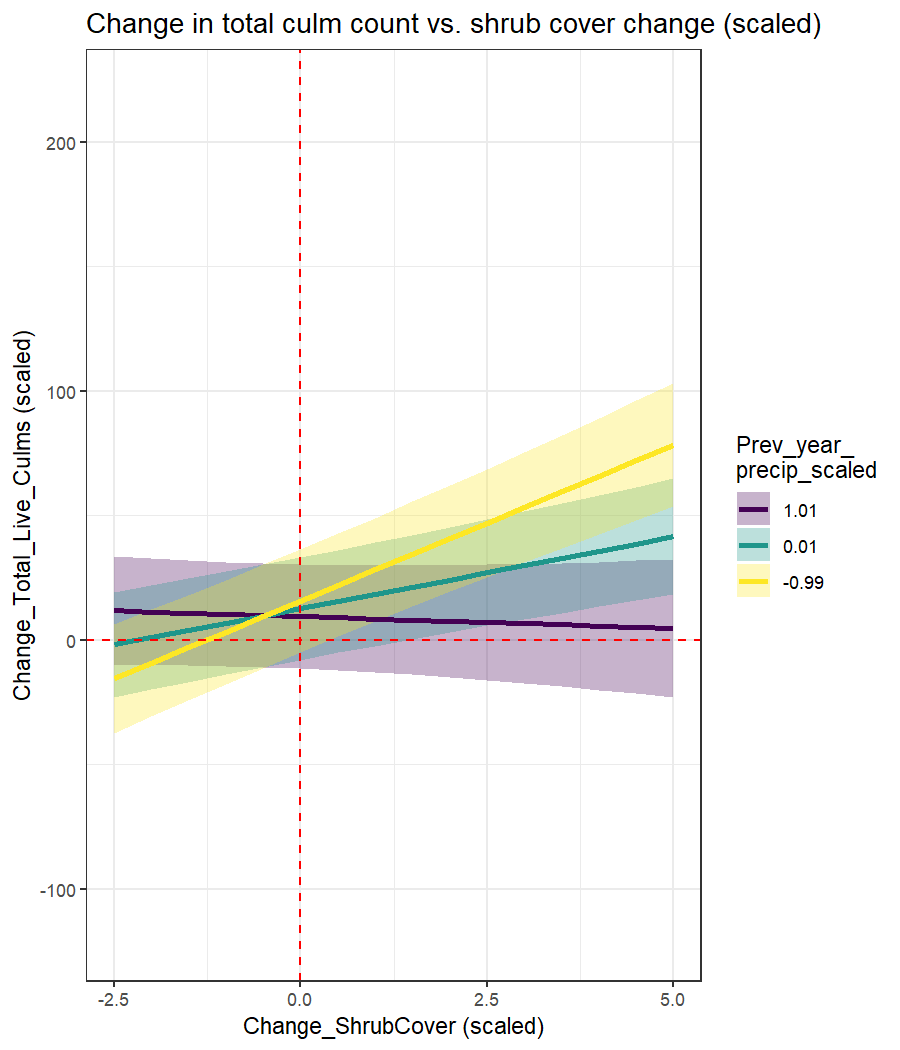 Change in total culm count vs. shrub cover change (scaled)
Change_Total_Live_Culms (scaled)
200
100
0
-100
-2.5 0.0 2.5 5.0
Change_ShrubCover (scaled)
Prev_year_
precip_scaled
1.01
0.01
-0.99